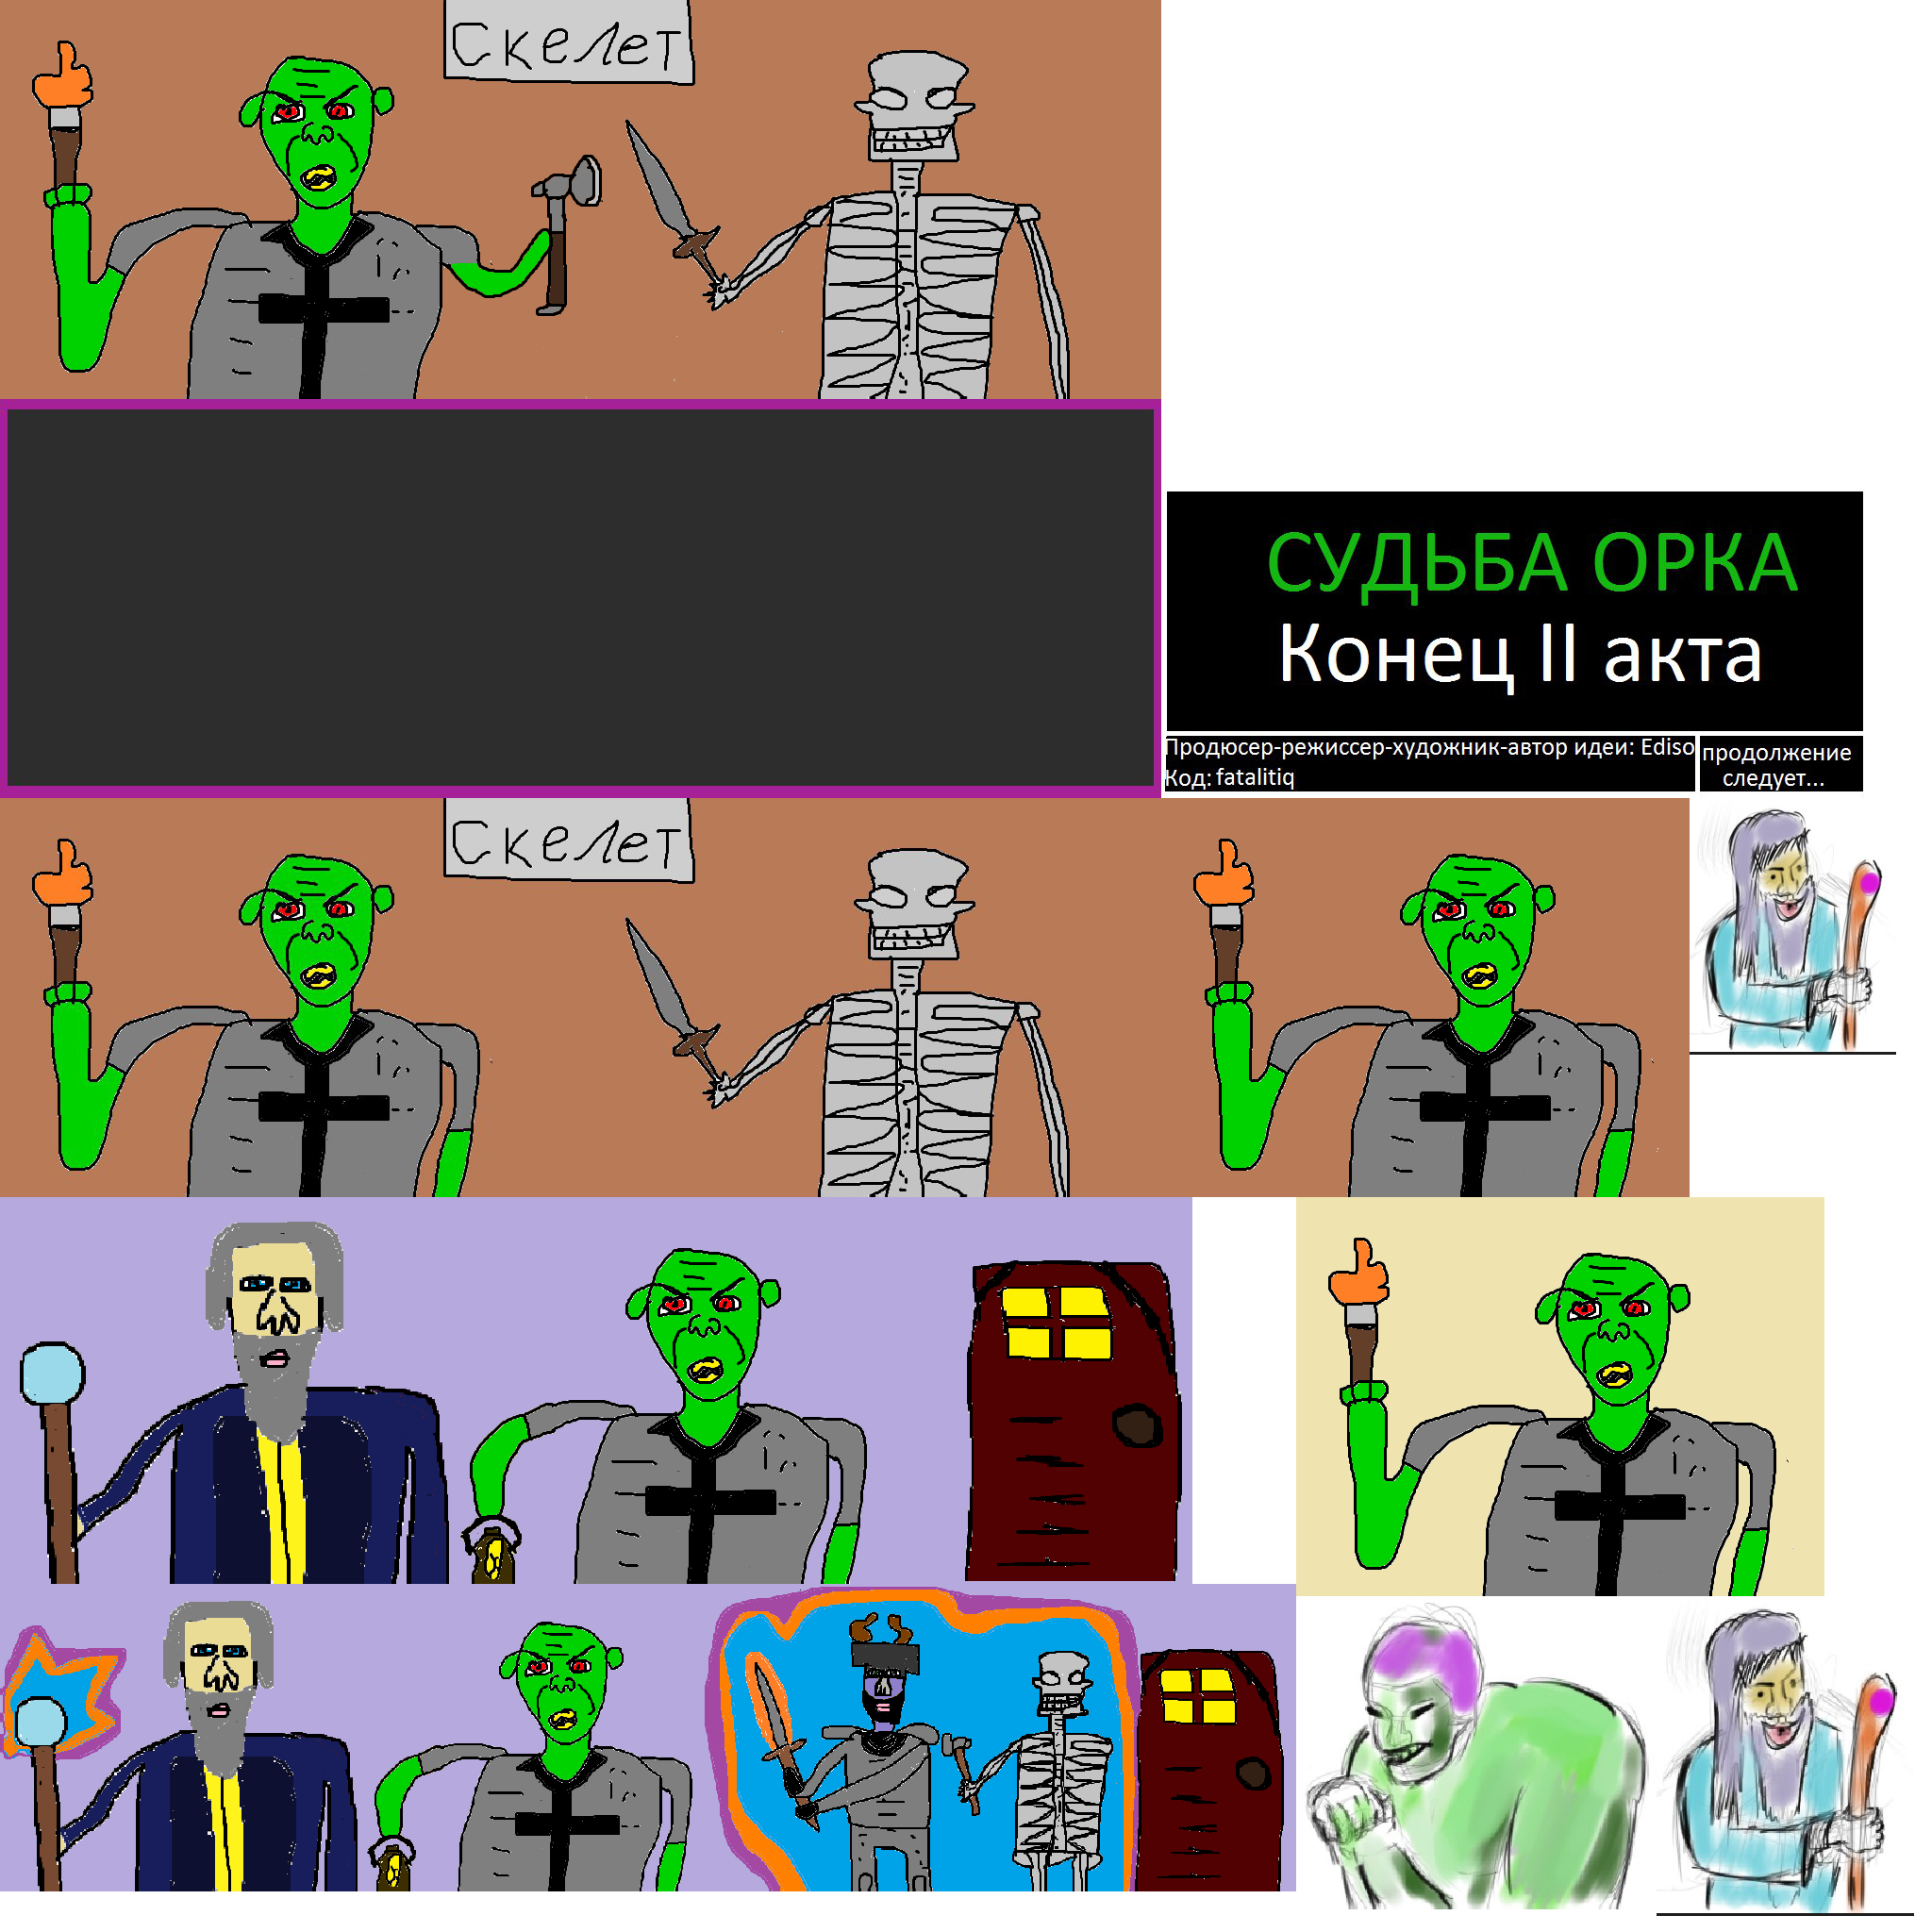 Скелет
СУДЬБА ОРКА
Конец II акта
Продюсер-режиссер-художник-автор идеи: Ediso
Код: fatalitiq
продолжение
следует...
Скелет